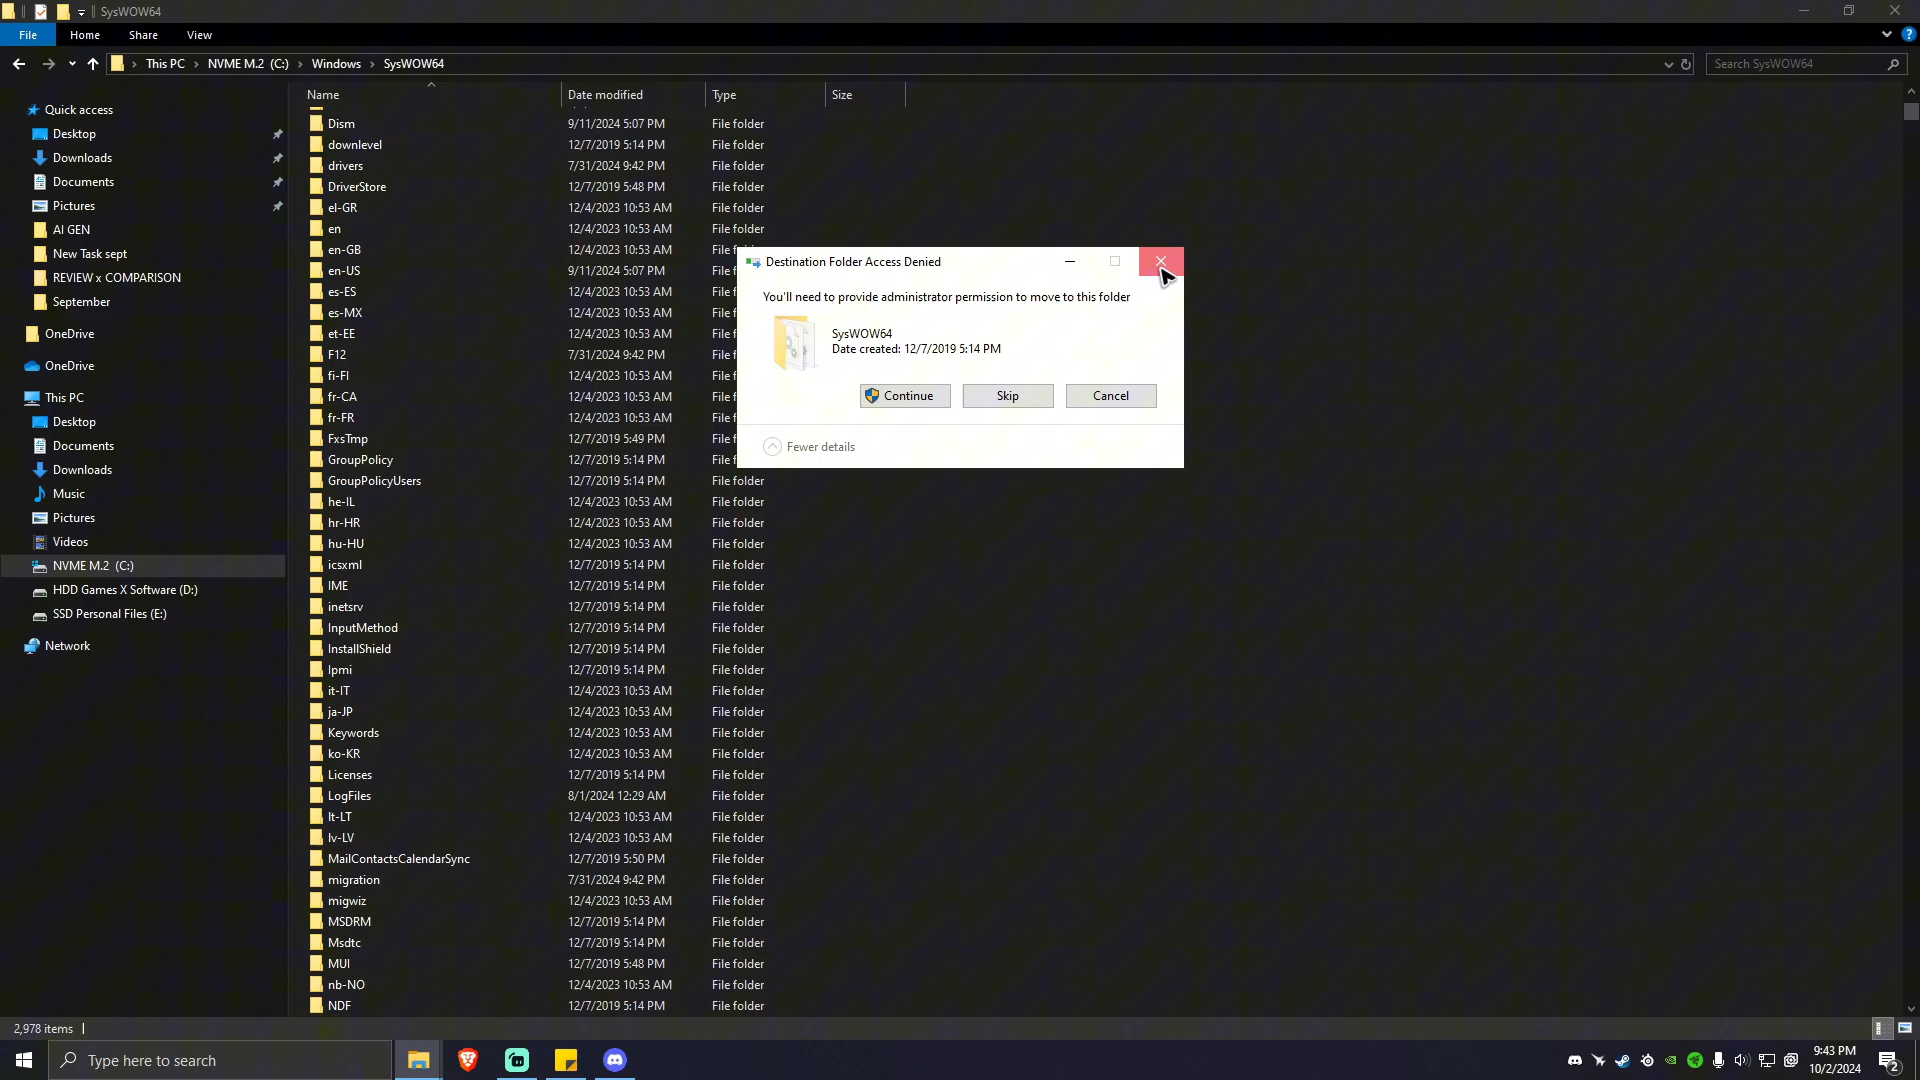 SysWOW64
File Home Share View
This PC NVME M.2 (C:) Windows SysWOW64 Search SysWOW64
Name Date modified Type Size
Quick access
Desktop
Downloads
Documents
Pictures
AI GEN
New Task sept
REVIEW x COMPARISON
September
OneDrive
OneDrive
This PC
Desktop
Documents
Downloads
Music
Pictures
Videos
NVME M.2 (C:)
HDD Games X Software (D:)
SSD Personal Files (E:)
Network
Dism 9/11/2024 5:07 PM File folder
downlevel 12/7/2019 5:14 PM File folder
drivers 7/31/2024 9:42 PM File folder
DriverStore 12/7/2019 5:48 PM File folder
el-GR 12/4/2023 10:53 AM File folder
en 12/4/2023 10:53 AM File folder
en-GB 12/4/2023 10:53 AM File f
en-US 9/11/2024 5:07 PM File f
es-ES 12/4/2023 10:53 AM File f
es-MX 12/4/2023 10:53 AM File f
et-EE 12/4/2023 10:53 AM File f
F12 7/31/2024 9:42 PM File f
fi-FI 12/4/2023 10:53 AM File f
fr-CA 12/4/2023 10:53 AM File f
fr-FR 12/4/2023 10:53 AM File f
FxsTmp 12/7/2019 5:49 PM File f
GroupPolicy 12/7/2019 5:14 PM File f
GroupPolicyUsers 12/7/2019 5:14 PM File folder
he-IL 12/4/2023 10:53 AM File folder
hr-HR 12/4/2023 10:53 AM File folder
hu-HU 12/4/2023 10:53 AM File folder
icsxml 12/7/2019 5:14 PM File folder
IME 12/7/2019 5:14 PM File folder
inetsrv 12/7/2019 5:14 PM File folder
InputMethod 12/7/2019 5:14 PM File folder
InstallShield 12/7/2019 5:14 PM File folder
Ipmi 12/7/2019 5:14 PM File folder
it-IT 12/4/2023 10:53 AM File folder
ja-JP 12/4/2023 10:53 AM File folder
Keywords 12/4/2023 10:53 AM File folder
ko-KR 12/4/2023 10:53 AM File folder
Licenses 12/7/2019 5:14 PM File folder
LogFiles 8/1/2024 12:29 AM File folder
lt-LT 12/4/2023 10:53 AM File folder
lv-LV 12/4/2023 10:53 AM File folder
MailContactsCalendarSync 12/7/2019 5:50 PM File folder
migration 7/31/2024 9:42 PM File folder
migwiz 12/4/2023 10:53 AM File folder
MSDRM 12/7/2019 5:14 PM File folder
Msdtc 12/7/2019 5:14 PM File folder
MUI 12/7/2019 5:48 PM File folder
nb-NO 12/4/2023 10:53 AM File folder
NDF 12/7/2019 5:14 PM File folder
Destination Folder Access Denied
You'll need to provide administrator permission to move to this folder
SysWOW64
Date created: 12/7/2019 5:14 PM
Continue Skip Cancel
Fewer details
2,978 items
Type here to search
9:43 PM
10/2/2024
2